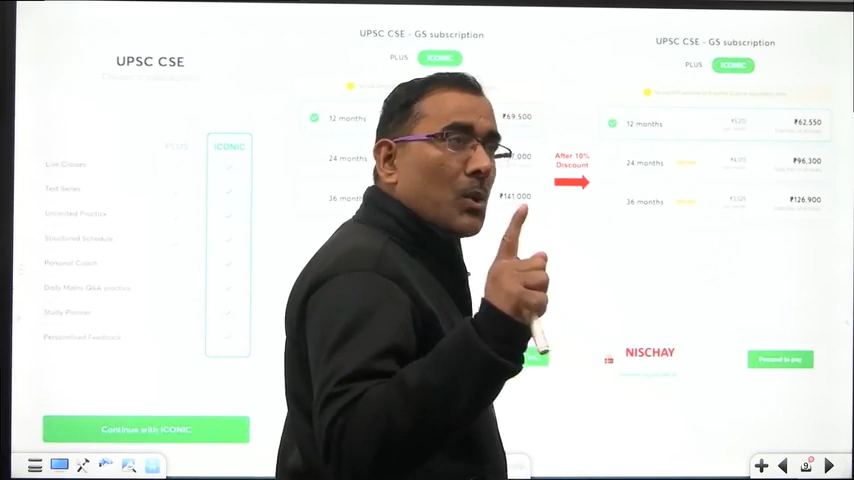 UPSC CSE
PLUS
ICONIC
Live Classes
Test Series
Unlimited Practice
Structured Schedule
Personal Coach
Daily Mains Q&A practice
Study Planner
Personalised Feedback
Continue with ICONIC
UPSC CSE - GS subscription
PLUS
ICONIC
12 months
₹69,500
24 months
36 months
₹141,000
After 10%
Discount
UPSC CSE - GS subscription
PLUS
ICONIC
12 months
₹62,550
24 months
₹96,300
36 months
₹126,900
NISCHAY
Proceed to pay
9